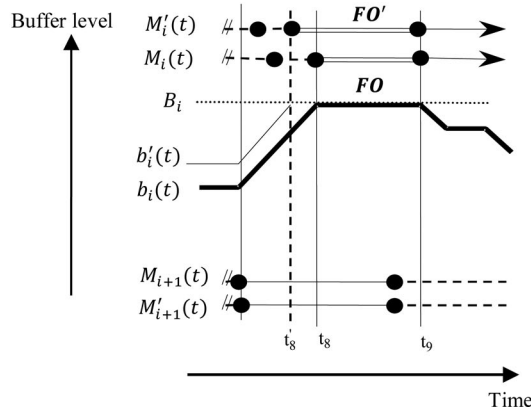 Buffer level
M′ᵢ(t)
FO′
Mᵢ(t)
FO
Bᵢ
b′ᵢ(t)
bᵢ(t)
Mᵢ₊₁(t)
M′ᵢ₊₁(t)
t₈ t₈ t₉
Time